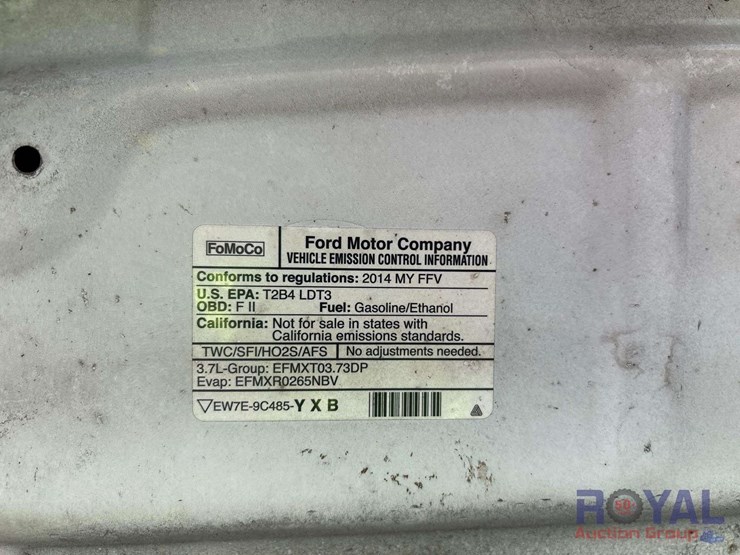 FoMoCo
Ford Motor Company
VEHICLE EMISSION CONTROL INFORMATION
Conforms to regulations: 2014 MY FFV
U.S. EPA: T2B4 LDT3
OBD: F II Fuel: Gasoline/Ethanol
California: Not for sale in states with
California emissions standards.
TWC/SFI/HO2S/AFS No adjustments needed.
3.7L-Group: EFMXT03.73DP
Evap: EFMXR0265NBV
EW7E-9C485-Y X B
ROYAL
Auction Group